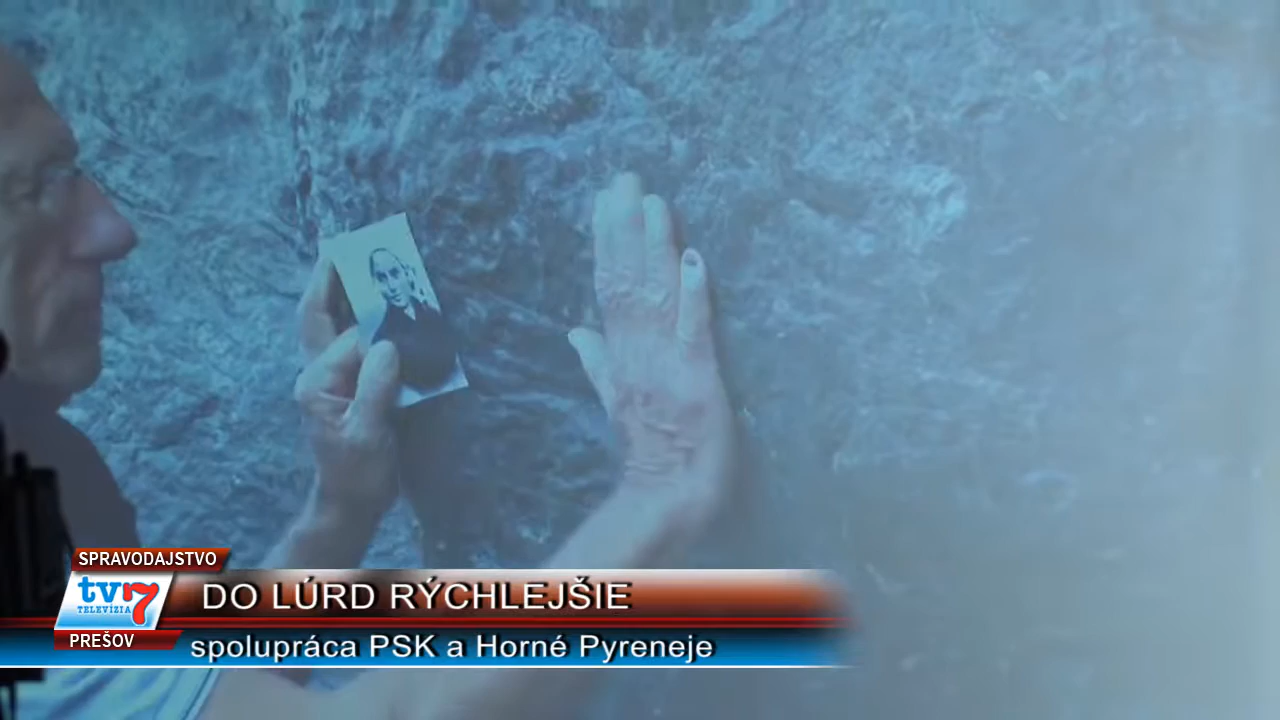 SPRAVODAJSTVO
tv7
TELEVÍZIA
PREŠOV
DO LÚRD RÝCHLEJŠIE
spolupráca PSK a Horné Pyreneje